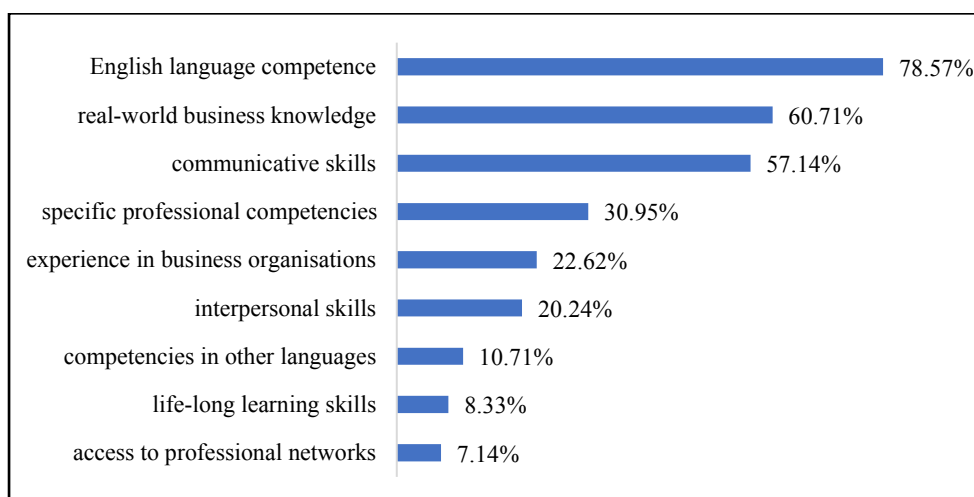 English language competence 78.57%
real-world business knowledge 60.71%
communicative skills 57.14%
specific professional competencies 30.95%
experience in business organisations 22.62%
interpersonal skills 20.24%
competencies in other languages 10.71%
life-long learning skills 8.33%
access to professional networks 7.14%